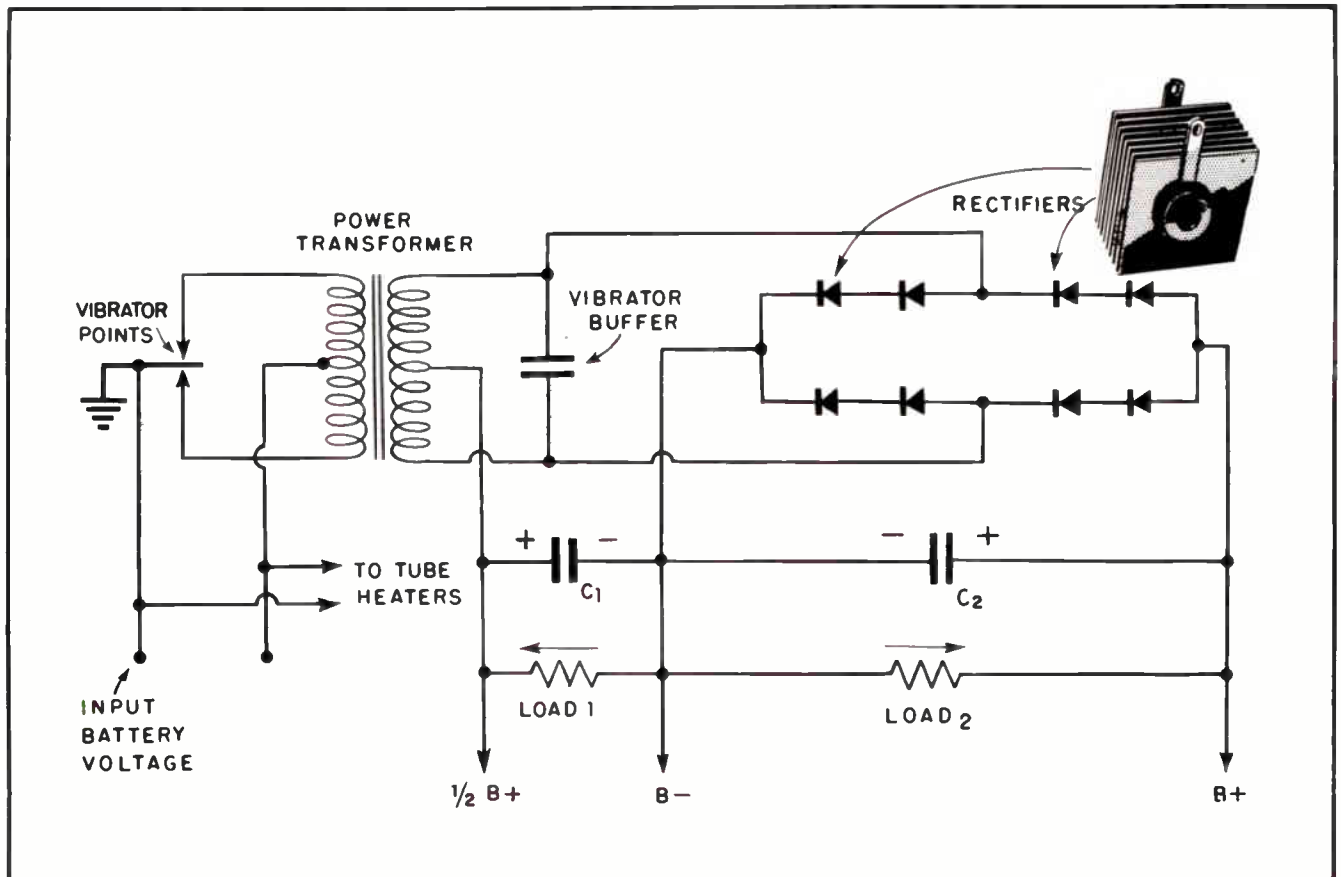 POWER
TRANSFORMER
RECTIFIERS
VIBRATOR
POINTS
VIBRATOR
BUFFER
+ -
C1
- +
C2
TO TUBE
HEATERS
LOAD 1
LOAD 2
INPUT
BATTERY
VOLTAGE
1/2 B+
B-
B+